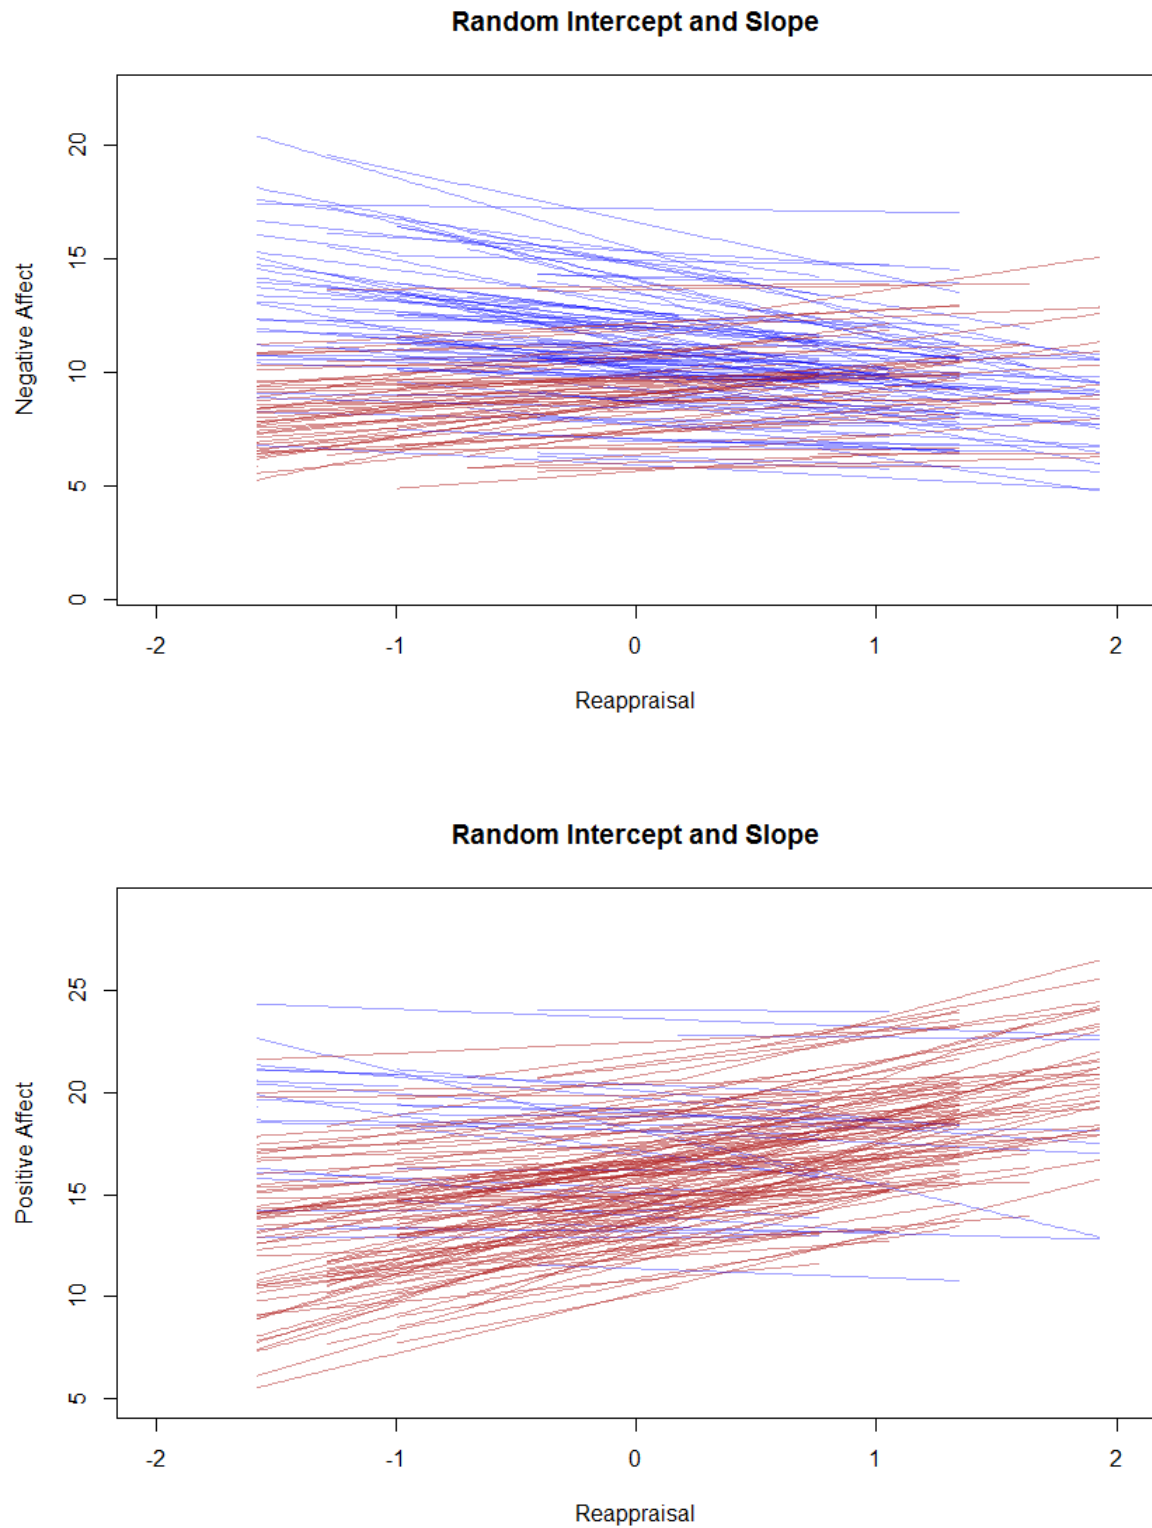 Random Intercept and Slope
20
15
10
5
0
Negative Affect
-2 -1 0 1 2
Reappraisal
Random Intercept and Slope
25
20
15
10
5
Positive Affect
-2 -1 0 1 2
Reappraisal